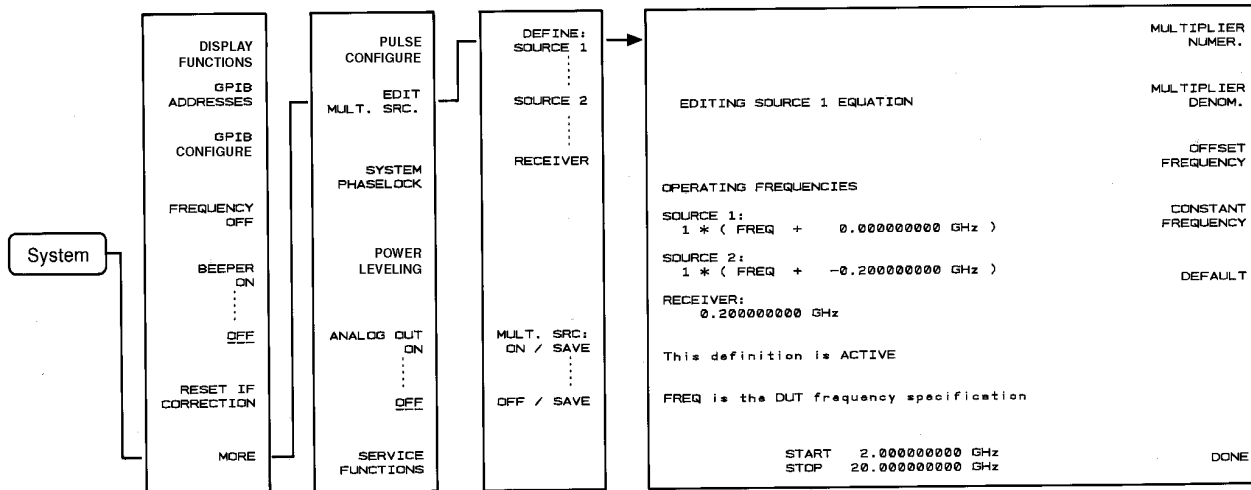 System
DISPLAY
FUNCTIONS
GPIB
ADDRESSES
GPIB
CONFIGURE
FREQUENCY
OFF
BEEPER
ON
OFF
RESET IF
CORRECTION
MORE
PULSE
CONFIGURE
EDIT
MULT. SRC.
SYSTEM
PHASELOCK
POWER
LEVELING
ANALOG OUT
ON
OFF
SERVICE
FUNCTIONS
DEFINE:
SOURCE 1
SOURCE 2
RECEIVER
MULT. SRC:
ON / SAVE
OFF / SAVE
EDITING SOURCE 1 EQUATION
OPERATING FREQUENCIES
SOURCE 1:
1 * ( FREQ + 0.000000000 GHz )
SOURCE 2:
1 * ( FREQ + -0.200000000 GHz )
RECEIVER:
0.200000000 GHz
This definition is ACTIVE
FREQ is the DUT frequency specification
START 2.000000000 GHz
STOP 20.000000000 GHz
MULTIPLIER
NUMER.
MULTIPLIER
DENOM.
OFFSET
FREQUENCY
CONSTANT
FREQUENCY
DEFAULT
DONE